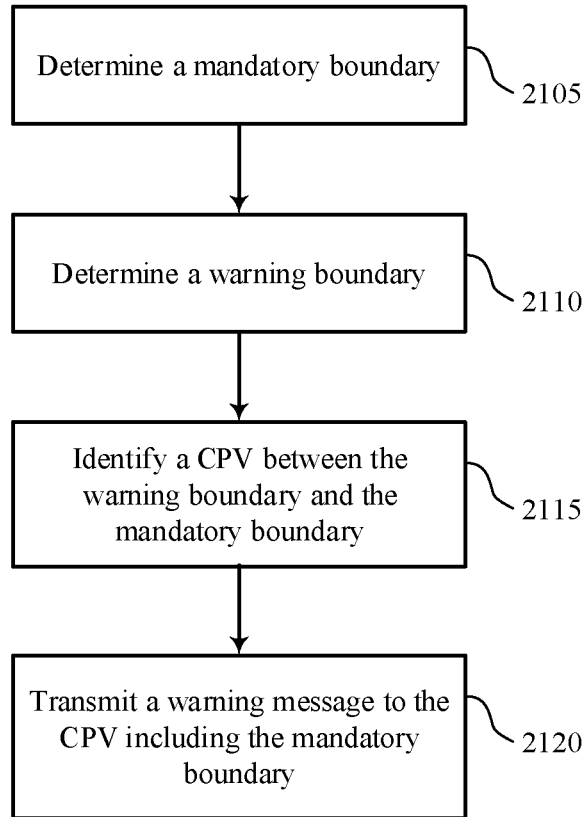 Determine a mandatory boundary
2105
Determine a warning boundary
2110
Identify a CPV between the
warning boundary and the
mandatory boundary
2115
Transmit a warning message to the
CPV including the mandatory
boundary
2120